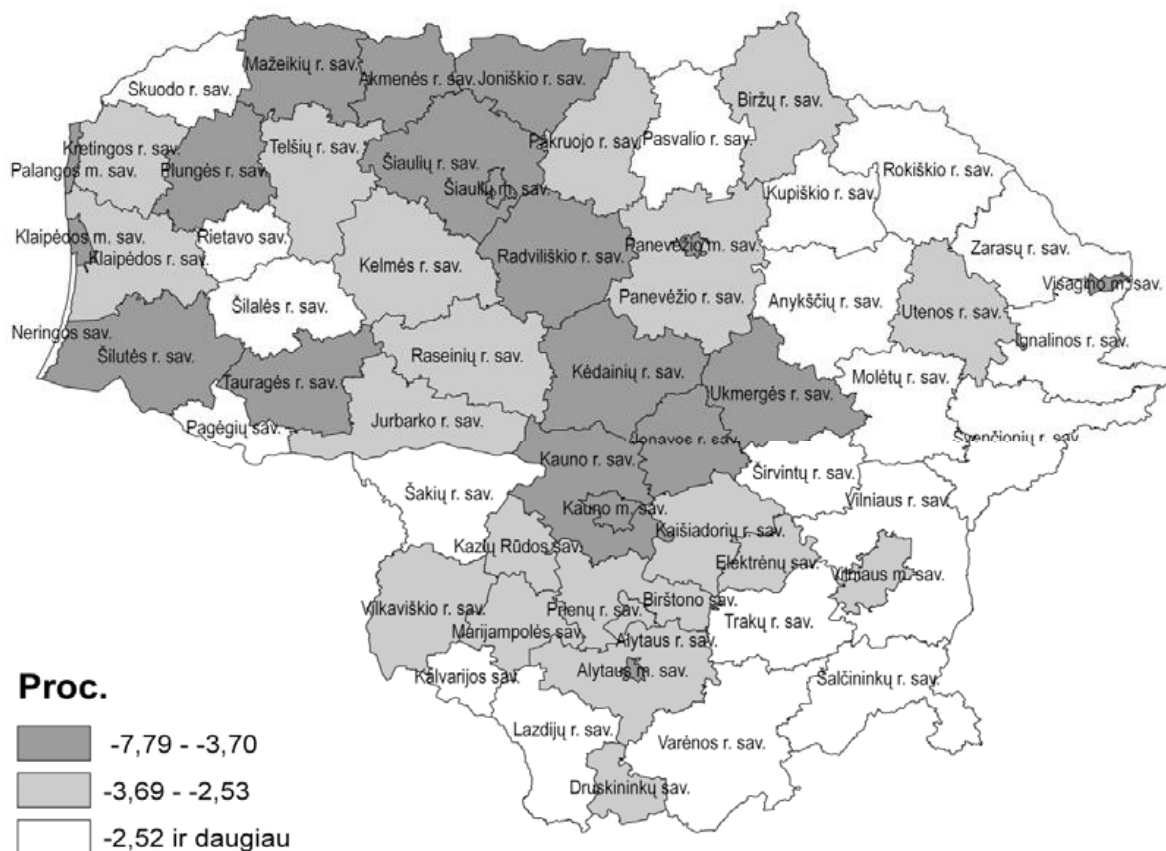 Mažeikių r. sav.
Akmenės r. sav.
Joniškio r. sav.
Skuodo r. sav.
Biržų r. sav.
Kretingos r. sav.
Telšių r. sav.
Pakruojo r. sav.
Pasvalio r. sav.
Palangos m. sav.
Plungės r. sav.
Šiaulių r. sav.
Rokiškio r. sav.
Šiaulių m. sav.
Kupiškio r. sav.
Klaipėdos m. sav.
Rietavo sav.
Klaipėdos r. sav.
Kelmės r. sav.
Radviliškio r. sav.
Panevėžio m. sav.
Zarasų r. sav.
Visagino m. sav.
Šilalės r. sav.
Panevėžio r. sav.
Anykščių r. sav.
Utenos r. sav.
Neringos sav.
Ignalinos r. sav.
Šilutės r. sav.
Raseinių r. sav.
Tauragės r. sav.
Kėdainių r. sav.
Ukmergės r. sav.
Molėtų r. sav.
Pagėgių sav.
Jurbarko r. sav.
Jonavos r. sav.
Švenčionių r. sav.
Kauno r. sav.
Širvintų r. sav.
Šakių r. sav.
Vilniaus r. sav.
Kauno m. sav.
Kaišiadorių r. sav.
Kazlų Rūdos sav.
Elektrėnų sav.
Vilniaus m. sav.
Vilkaviškio r. sav.
Prienų r. sav.
Birštono sav.
Trakų r. sav.
Marijampolės sav.
Alytaus r. sav.
Alytaus m. sav.
Kalvarijos sav.
Šalčininkų r. sav.
Lazdijų r. sav.
Varėnos r. sav.
Druskininkų sav.
Proc.
-7,79 - -3,70
-3,69 - -2,53
-2,52 ir daugiau